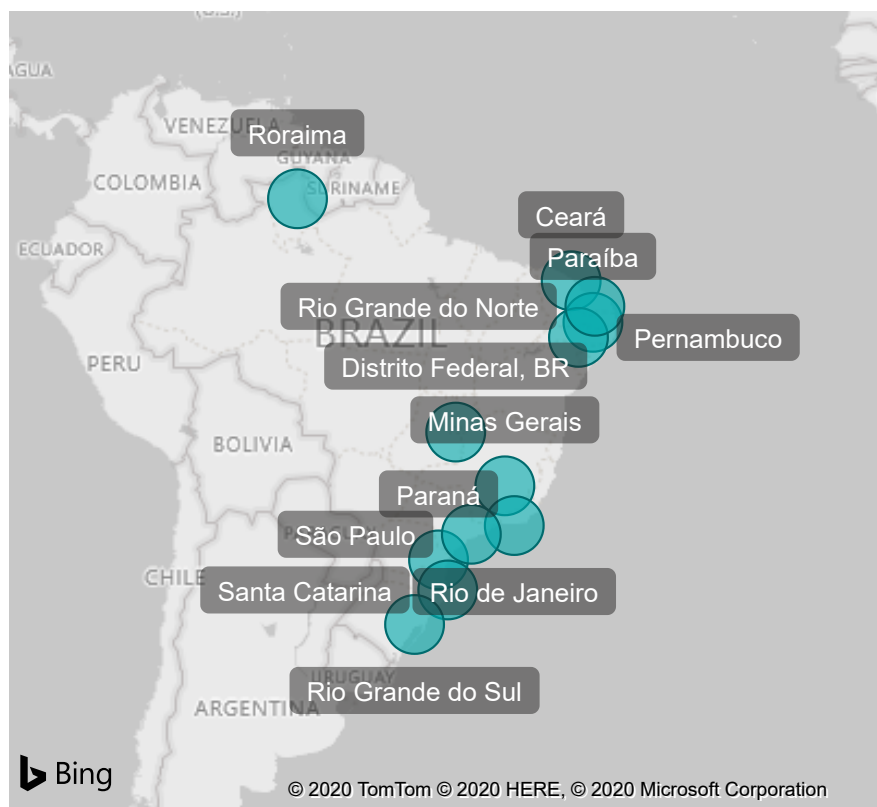 (U.S.)
AGUA
VENEZUELA
Roraima
GUYANA
SURINAME
COLOMBIA
Ceará
ECUADOR
Paraíba
Rio Grande do Norte
BRAZIL
Pernambuco
PERU
Distrito Federal, BR
Minas Gerais
BOLIVIA
Paraná
São Paulo
PARAGUAY
CHILE
Santa Catarina
Rio de Janeiro
URUGUAY
Rio Grande do Sul
ARGENTINA
Bing
© 2020 TomTom © 2020 HERE, © 2020 Microsoft Corporation